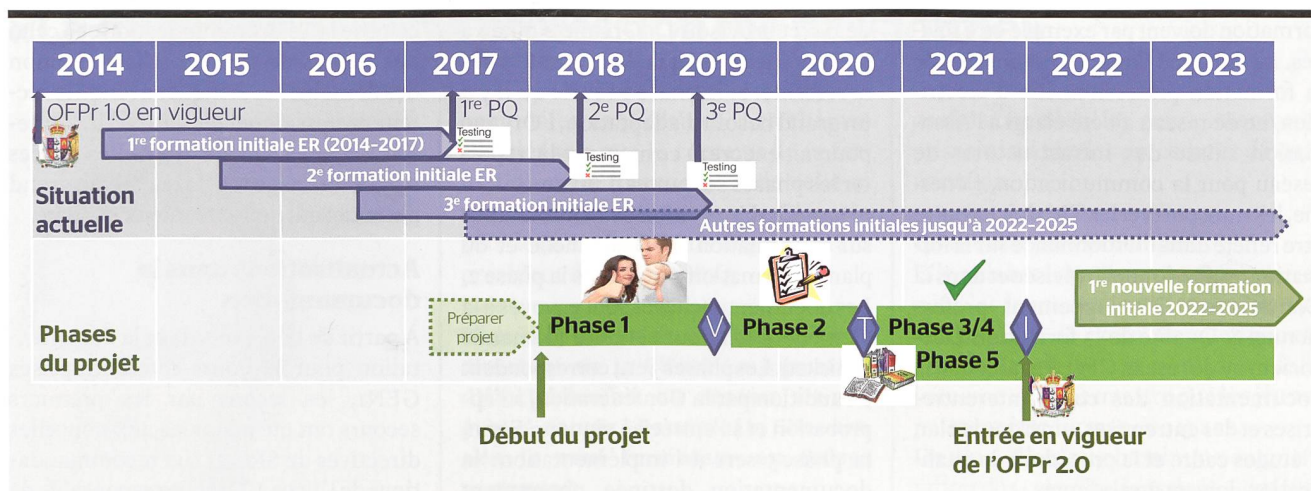 2014 2015 2016 2017 2018 2019 2020 2021 2022 2023
OFPr 1.0 en vigueur
1re PQ
2e PQ
3e PQ
Testing
Testing
Testing
1re formation initiale ER (2014-2017)
2e formation initiale ER
3e formation initiale ER
Situation
actuelle
Autres formations initiales jusqu'à 2022-2025
Phases
du projet
Préparer
projet
Phase 1
V
Phase 2
T
Phase 3/4
I
Phase 5
1re nouvelle formation
initiale 2022-2025
Début du projet
Entrée en vigueur
de l'OFPr 2.0